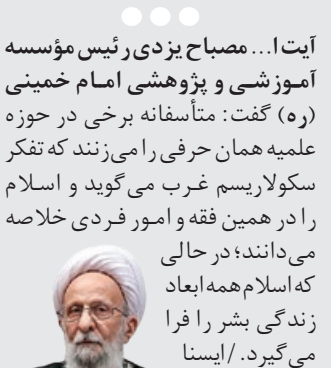 آیت‌ا... مصباح یزدی رئیس مؤسسه
آموزشی و پژوهشی امام خمینی
(ره) گفت: متأسفانه برخی در حوزه
علمیه همان حرفی را می‌زنند که تفکر
سکولاریسم غرب می‌گوید و اسلام
را در همین فقه و امور فردی خلاصه
می‌دانند؛ در حالی
که اسلام همه ابعاد
زندگی بشر را فرا
می‌گیرد. /ایسنا